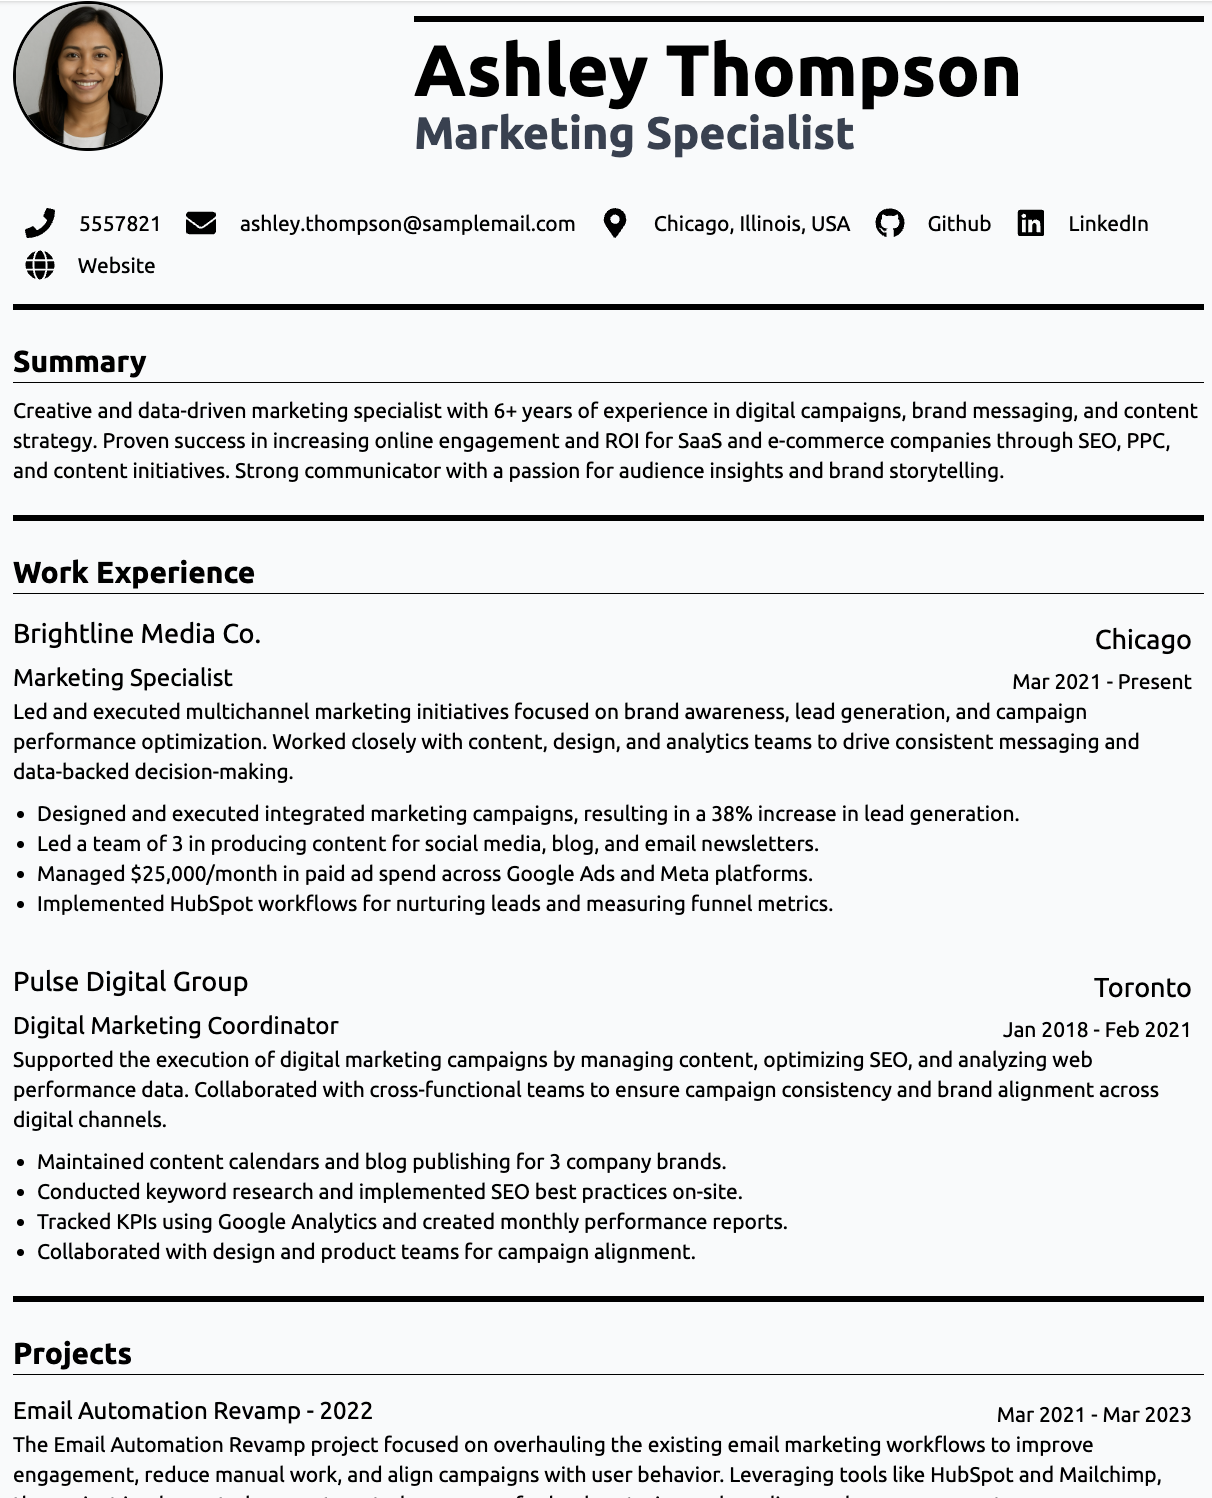 Ashley Thompson
Marketing Specialist
5557821 ashley.thompson@samplemail.com Chicago, Illinois, USA Github LinkedIn
Website
Summary
Creative and data-driven marketing specialist with 6+ years of experience in digital campaigns, brand messaging, and content
strategy. Proven success in increasing online engagement and ROI for SaaS and e-commerce companies through SEO, PPC,
and content initiatives. Strong communicator with a passion for audience insights and brand storytelling.
Work Experience
Brightline Media Co. Chicago
Marketing Specialist Mar 2021 - Present
Led and executed multichannel marketing initiatives focused on brand awareness, lead generation, and campaign
performance optimization. Worked closely with content, design, and analytics teams to drive consistent messaging and
data-backed decision-making.
• Designed and executed integrated marketing campaigns, resulting in a 38% increase in lead generation.
• Led a team of 3 in producing content for social media, blog, and email newsletters.
• Managed $25,000/month in paid ad spend across Google Ads and Meta platforms.
• Implemented HubSpot workflows for nurturing leads and measuring funnel metrics.
Pulse Digital Group Toronto
Digital Marketing Coordinator Jan 2018 - Feb 2021
Supported the execution of digital marketing campaigns by managing content, optimizing SEO, and analyzing web
performance data. Collaborated with cross-functional teams to ensure campaign consistency and brand alignment across
digital channels.
• Maintained content calendars and blog publishing for 3 company brands.
• Conducted keyword research and implemented SEO best practices on-site.
• Tracked KPIs using Google Analytics and created monthly performance reports.
• Collaborated with design and product teams for campaign alignment.
Projects
Email Automation Revamp - 2022 Mar 2021 - Mar 2023
The Email Automation Revamp project focused on overhauling the existing email marketing workflows to improve
engagement, reduce manual work, and align campaigns with user behavior. Leveraging tools like HubSpot and Mailchimp,